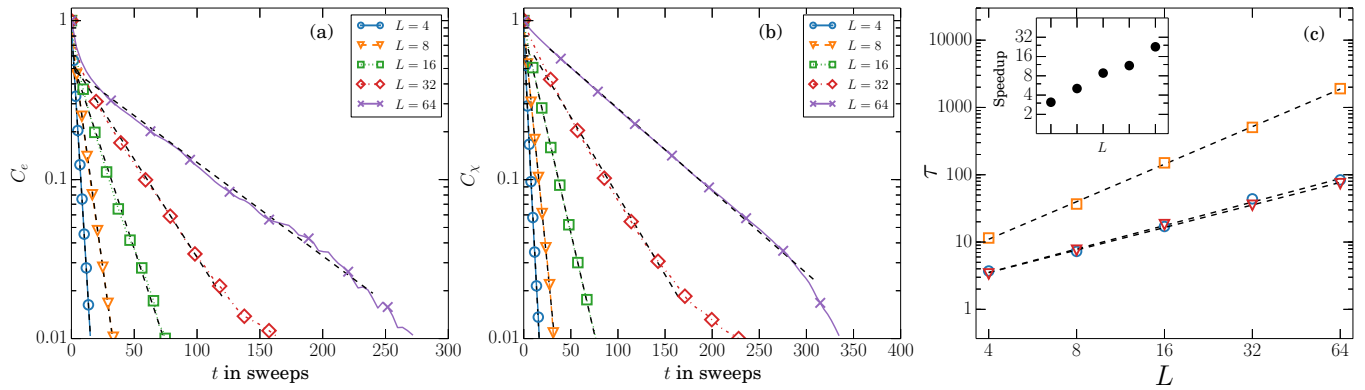 (a)
L = 4
L = 8
L = 16
L = 32
L = 64
C_e
1
0.1
0.01
0 50 100 150 200 250 300
t in sweeps
(b)
L = 4
L = 8
L = 16
L = 32
L = 64
C_χ
1
0.1
0.01
0 50 100 150 200 250 300 350 400
t in sweeps
(c)
Speedup
32
16
8
4
2
L
τ
10000
1000
100
10
1
4 8 16 32 64
L